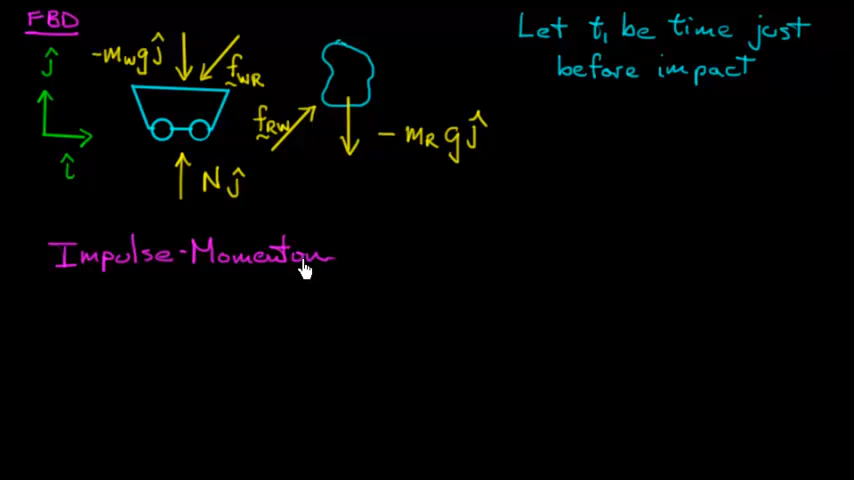 FBD
Let t₁ be time just
before impact
-m_W g ĵ
f_WR
ĵ
f_RW
- m_R g ĵ
î
N ĵ
Impulse-Momentum